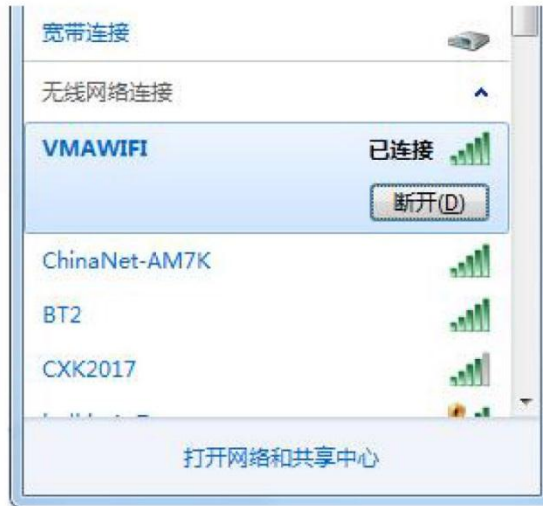 宽带连接
无线网络连接
VMAWIFI 已连接
断开(D)
ChinaNet-AM7K
BT2
CXK2017
打开网络和共享中心